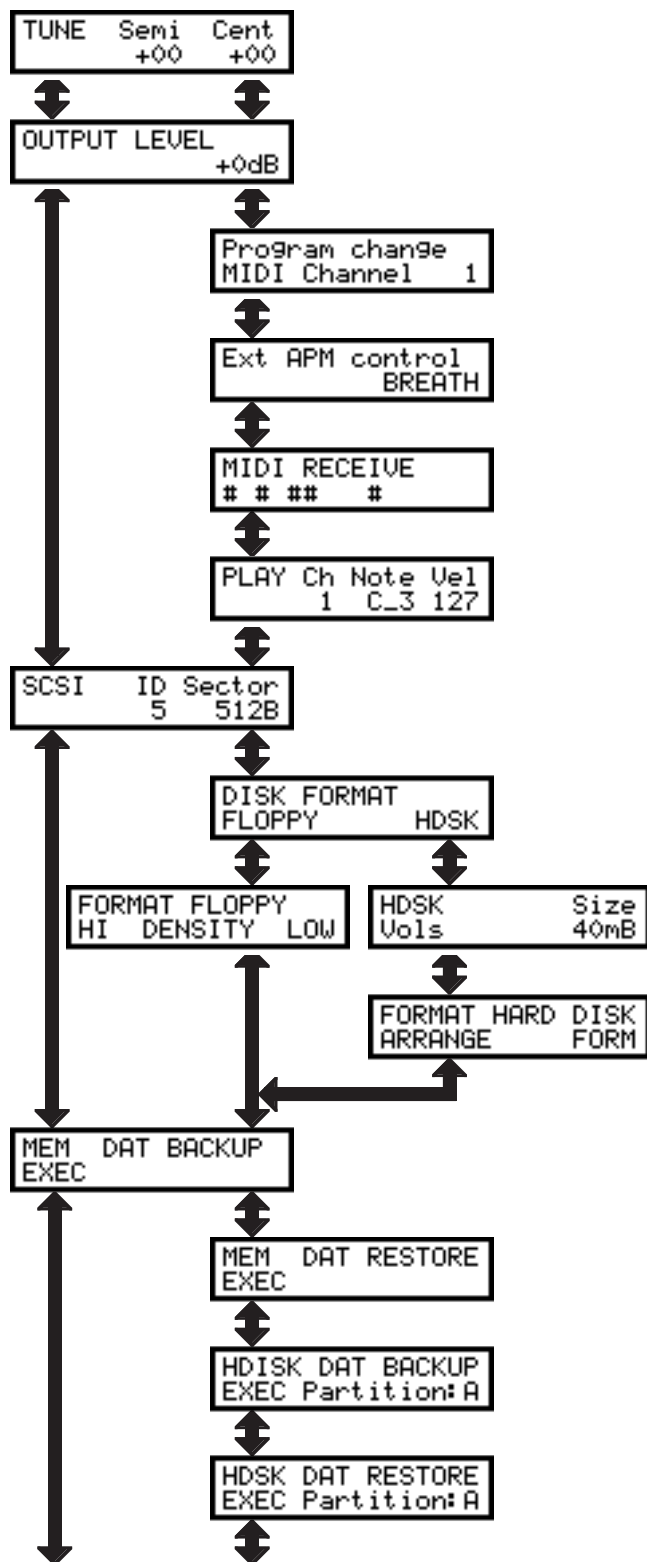 TUNE Semi Cent
+00 +00
OUTPUT LEVEL
+0dB
Program change
MIDI Channel 1
Ext APM control
BREATH
MIDI RECEIVE
# # ## #
PLAY Ch Note Vel
1 C_3 127
SCSI ID Sector
5 512B
DISK FORMAT
FLOPPY HDSK
FORMAT FLOPPY
HI DENSITY LOW
HDSK Size
Vols 40mB
FORMAT HARD DISK
ARRANGE FORM
MEM DAT BACKUP
EXEC
MEM DAT RESTORE
EXEC
HDISK DAT BACKUP
EXEC Partition:A
HDSK DAT RESTORE
EXEC Partition:A